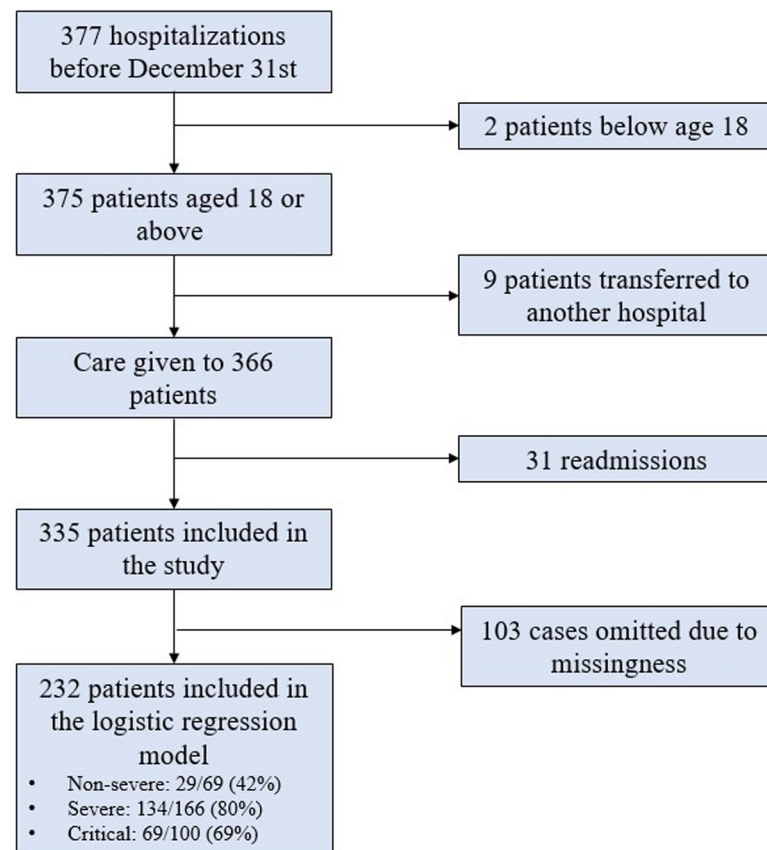 377 hospitalizations
before December 31st
2 patients below age 18
375 patients aged 18 or
above
9 patients transferred to
another hospital
Care given to 366
patients
31 readmissions
335 patients included in
the study
103 cases omitted due to
missingness
232 patients included in
the logistic regression
model
• Non-severe: 29/69 (42%)
• Severe: 134/166 (80%)
• Critical: 69/100 (69%)